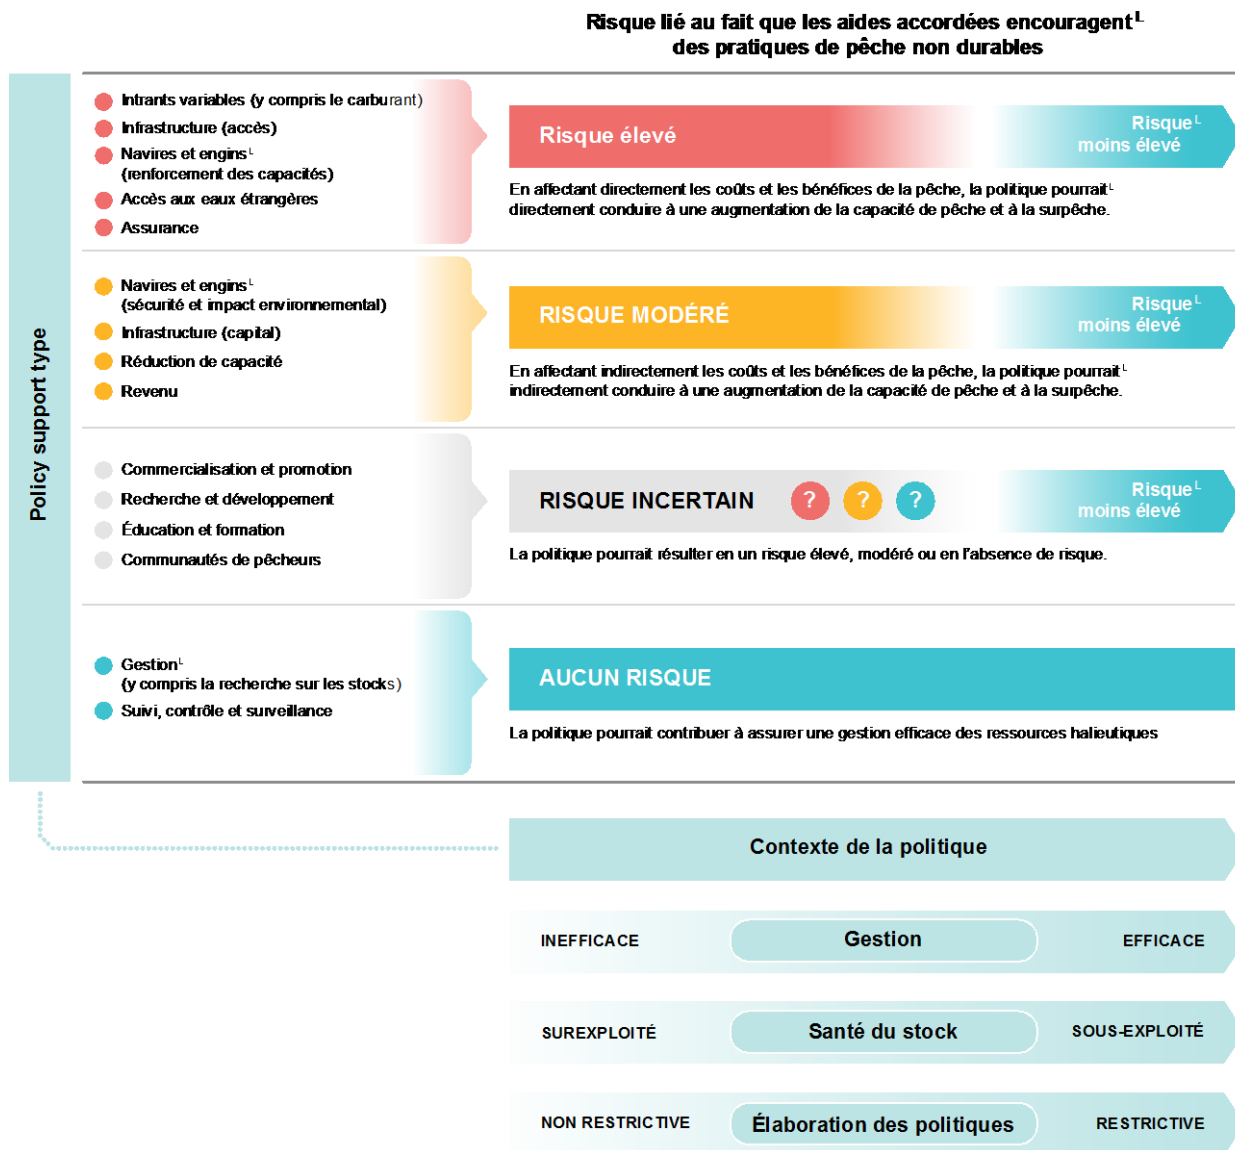 Risque lié au fait que les aides accordées encouragent└
des pratiques de pêche non durables
Policy support type
Intrants variables (y compris le carburant)
Infrastructure (accès)
Navires et engins└
(renforcement des capacités)
Accès aux eaux étrangères
Assurance
Risque élevé
Risque└
moins élevé
En affectant directement les coûts et les bénéfices de la pêche, la politique pourrait└
directement conduire à une augmentation de la capacité de pêche et à la surpêche.
Navires et engins└
(sécurité et impact environnemental)
Infrastructure (capital)
Réduction de capacité
Revenu
RISQUE MODÉRÉ
Risque└
moins élevé
En affectant indirectement les coûts et les bénéfices de la pêche, la politique pourrait└
indirectement conduire à une augmentation de la capacité de pêche et à la surpêche.
Commercialisation et promotion
Recherche et développement
Éducation et formation
Communautés de pêcheurs
RISQUE INCERTAIN ? ? ?
Risque└
moins élevé
La politique pourrait résulter en un risque élevé, modéré ou en l'absence de risque.
Gestion└
(y compris la recherche sur les stocks)
Suivi, contrôle et surveillance
AUCUN RISQUE
La politique pourrait contribuer à assurer une gestion efficace des ressources halieutiques
Contexte de la politique
INEFFICACE Gestion EFFICACE
SUREXPLOITÉ Santé du stock SOUS-EXPLOITÉ
NON RESTRICTIVE Élaboration des politiques RESTRICTIVE